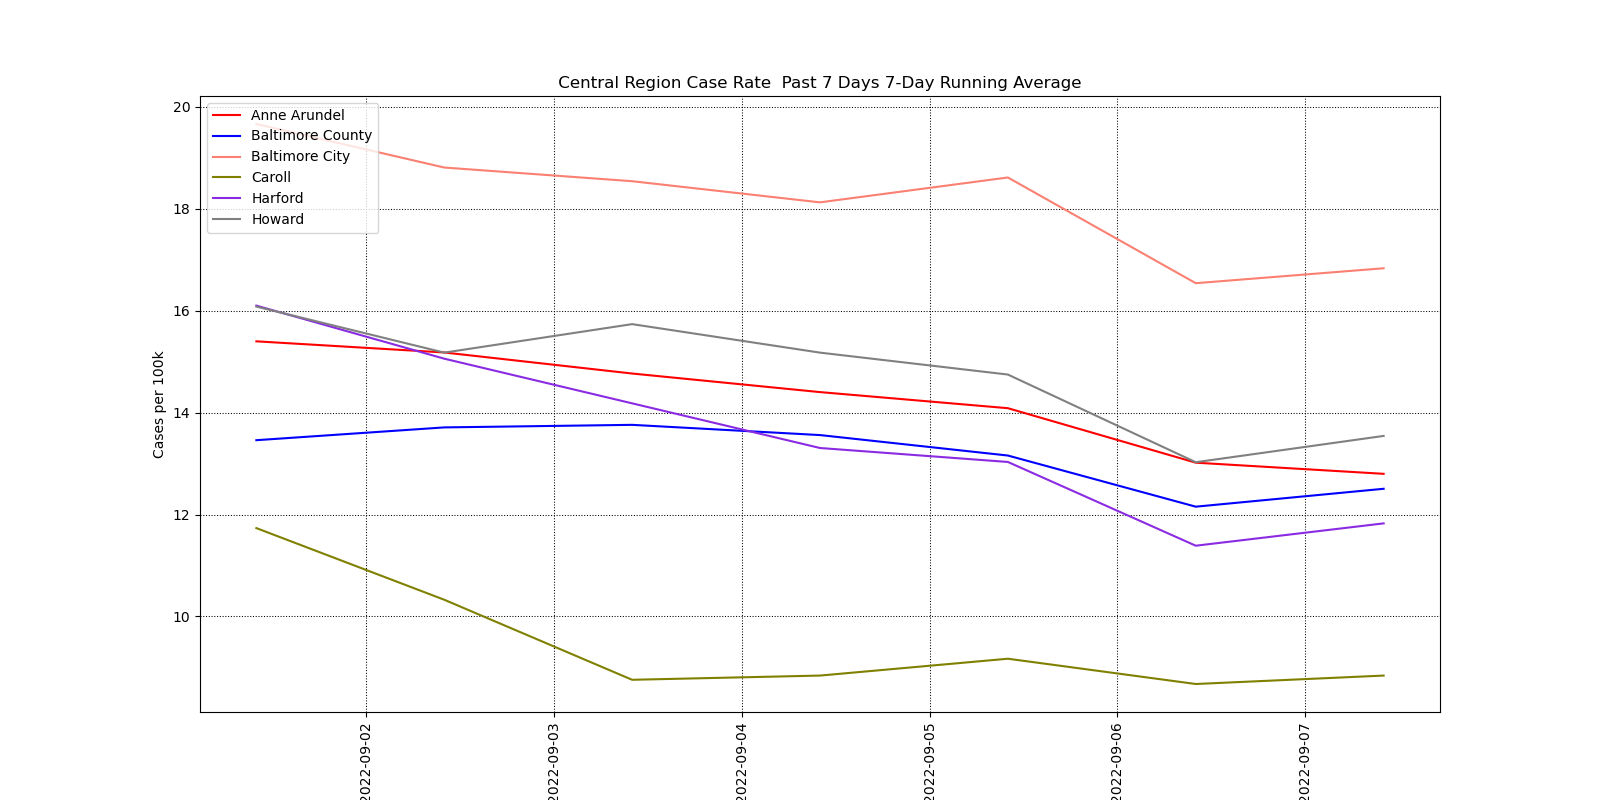 Central Region Case Rate  Past 7 Days 7-Day Running Average
20
18
16
14
12
10
Cases per 100k
Anne Arundel
Baltimore County
Baltimore City
Caroll
Harford
Howard
2022-09-02
2022-09-03
2022-09-04
2022-09-05
2022-09-06
2022-09-07